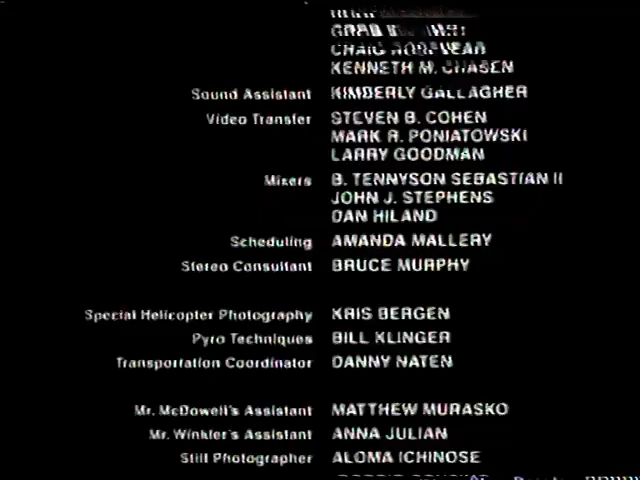 KENNETH M. CHASEN
Sound Assistant KIMBERLY GALLAGHER
Video Transfer STEVEN B. COHEN
MARK R. PONIATOWSKI
LARRY GOODMAN
Mixers B. TENNYSON SEBASTIAN II
JOHN J. STEPHENS
DAN HILAND
Scheduling AMANDA MALLERY
Stereo Consultant BRUCE MURPHY
Special Helicopter Photography KRIS BERGEN
Pyro Techniques BILL KLINGER
Transportation Coordinator DANNY NATEN
Mr. McDowell's Assistant MATTHEW MURASKO
Mr. Winkler's Assistant ANNA JULIAN
Still Photographer ALOMA ICHINOSE